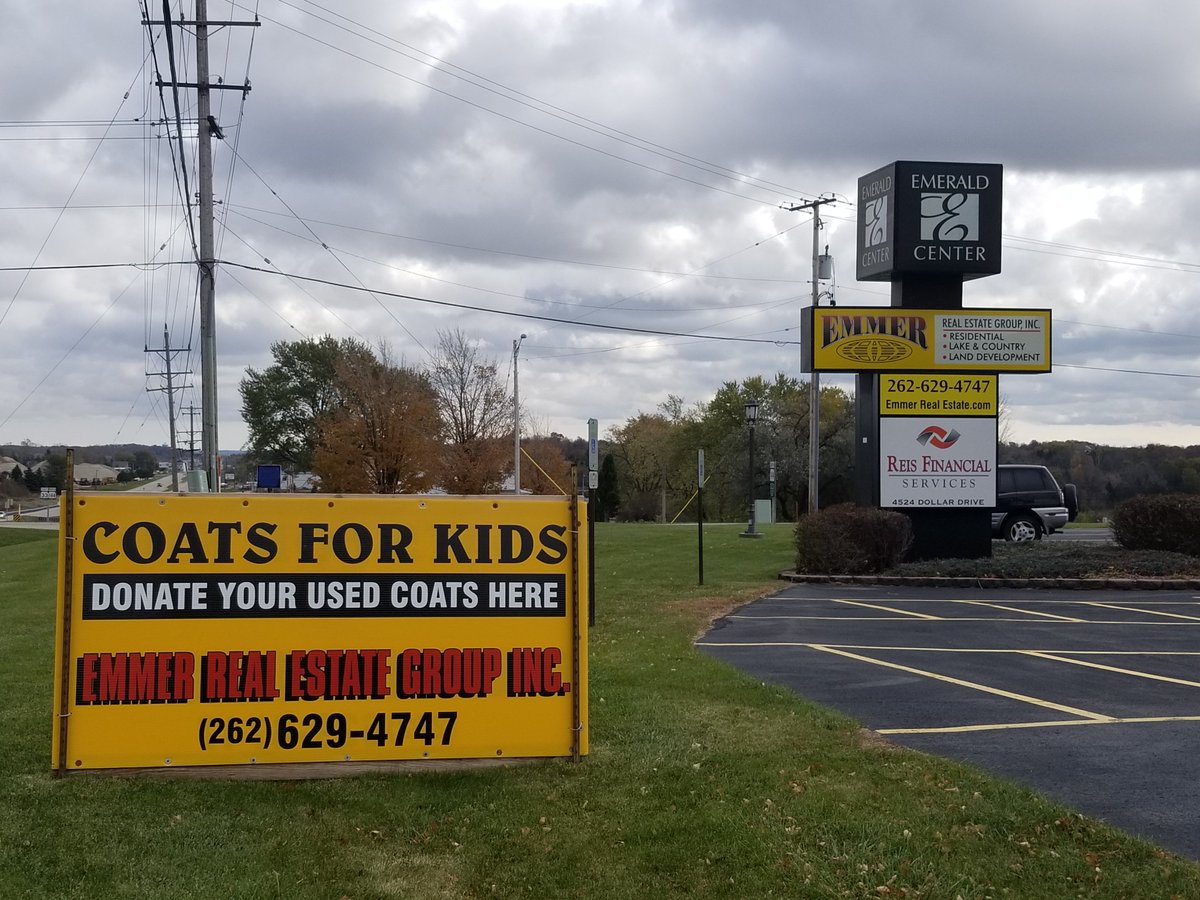 COATS FOR KIDS
DONATE YOUR USED COATS HERE
EMMER REAL ESTATE GROUP INC.
(262) 629-4747
EMERALD
E
CENTER
EMERALD
E
CENTER
EMMER
REAL ESTATE GROUP, INC.
• RESIDENTIAL
• LAKE & COUNTRY
• LAND DEVELOPMENT
262-629-4747
Emmer Real Estate.com
REIS FINANCIAL
SERVICES
4524 DOLLAR DRIVE